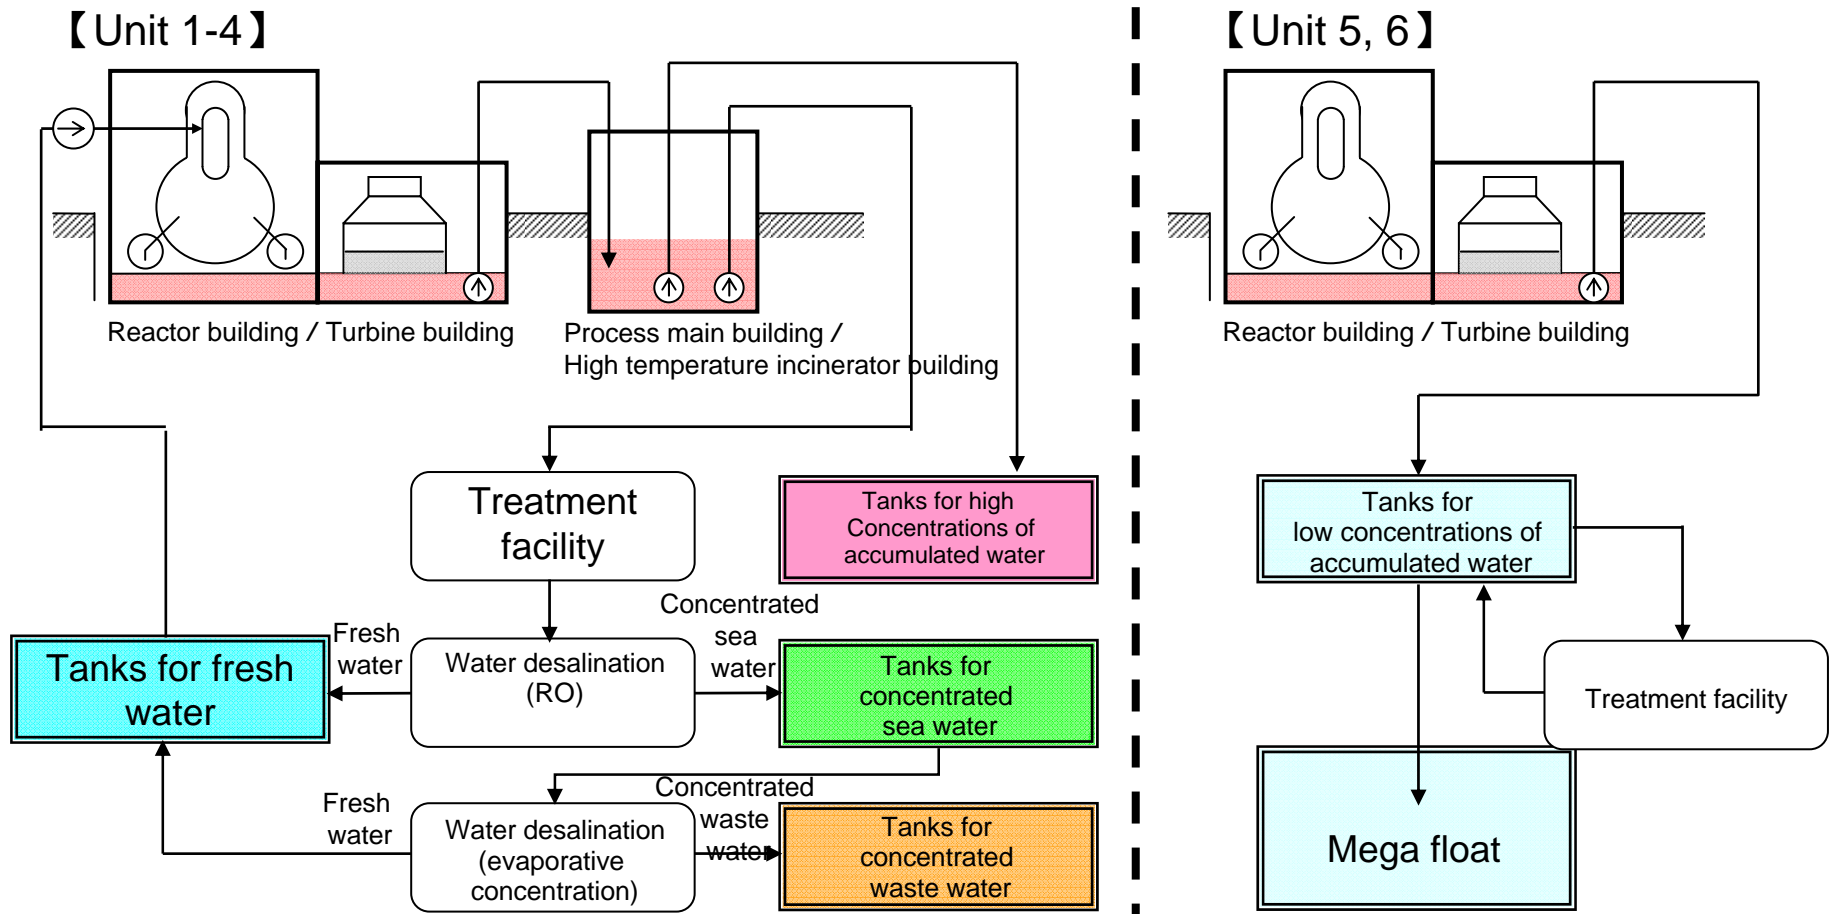 【Unit 1-4】
Reactor building / Turbine building
Process main building /
High temperature incinerator building
Treatment
facility
Tanks for high
Concentrations of
accumulated water
Concentrated
sea
water
Fresh
water
Tanks for fresh
water
Water desalination
(RO)
Tanks for
concentrated
sea water
Concentrated
waste
water
Fresh
water
Water desalination
(evaporative
concentration)
Tanks for
concentrated
waste water
【Unit 5, 6】
Reactor building / Turbine building
Tanks for
low concentrations of
accumulated water
Treatment facility
Mega float